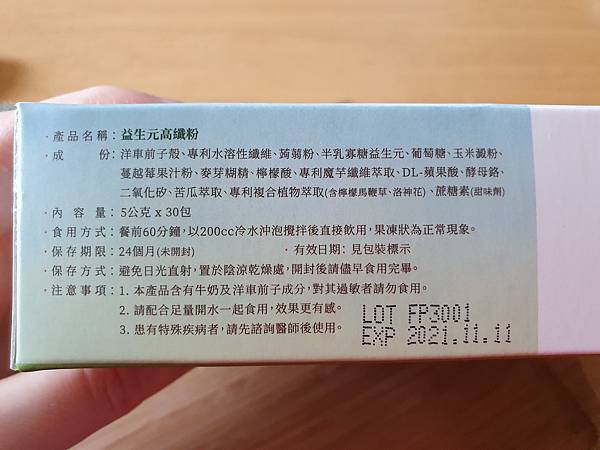 ·產品名稱：益生元高纖粉
·成　　份：洋車前子殼、專利水溶性纖維、蒟蒻粉、半乳寡糖益生元、葡萄糖、玉米澱粉、
蔓越莓果汁粉、麥芽糊精、檸檬酸、專利魔芋纖維萃取、DL-蘋果酸、酵母鉻、
二氧化矽、苦瓜萃取、專利複合植物萃取(含檸檬馬鞭草、洛神花)、蔗糖素(甜味劑)
·內 容 量：5公克 x 30包
·食用方式：餐前60分鐘，以200cc冷水沖泡攪拌後直接飲用，果凍狀為正常現象。
·保存期限：24個月(未開封)　　　·有效日期：見包裝標示
·保存方式：避免日光直射，置於陰涼乾燥處，開封後請儘早食用完畢。
·注意事項：1. 本產品含有牛奶及洋車前子成分，對其過敏者請勿食用。
2. 請配合足量開水一起食用，效果更有感。
3. 患有特殊疾病者，請先諮詢醫師後使用。
LOT FP3001
EXP 2021.11.11